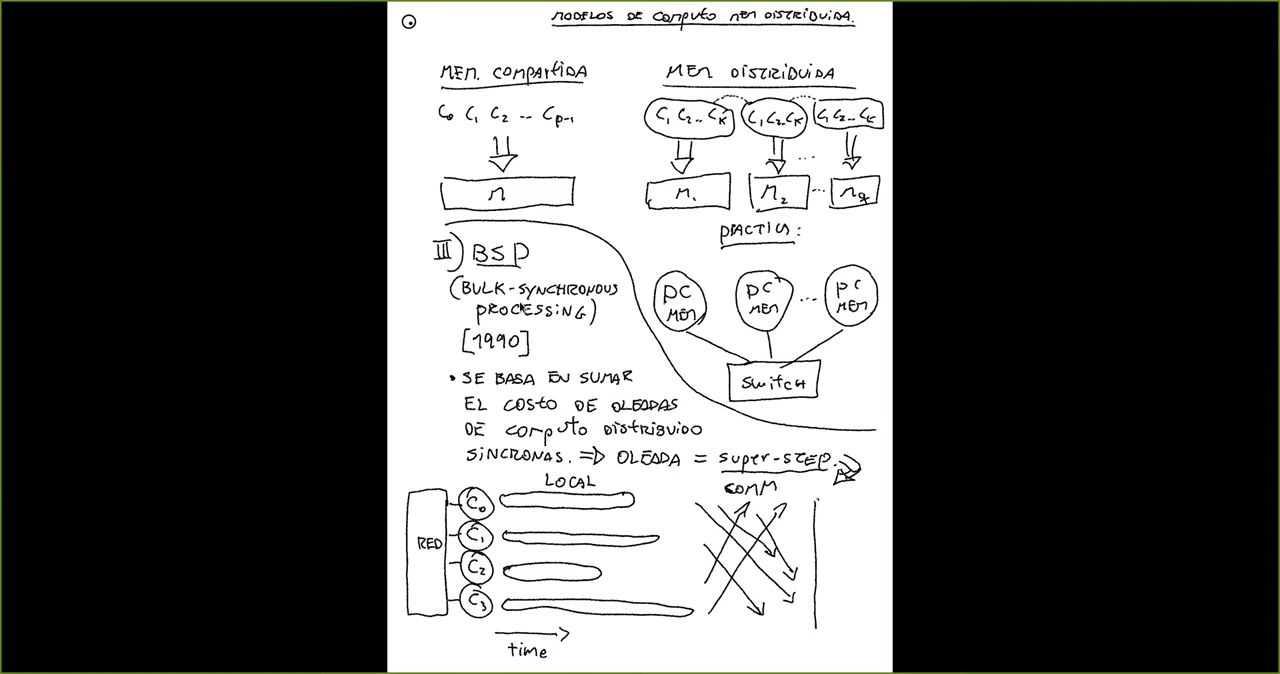 MODELOS DE COMPUTO MEM DISTRIBUIDA.
MEM. COMPARTIDA
C0 C1 C2 ... Cp-1
M
MEM DISTRIBUIDA
C1 C2 .. CK
C1 C2 .. CK
C1 C2 .. CK
...
M1
M2
...
Mq
PRACTICA:
PC MEM
PC MEM
...
PC MEM
SWITCH
III) BSP
(BULK-SYNCHRONOUS
PROCESSING)
[1990]
• SE BASA EN SUMAR
EL COSTO DE OLEADAS
DE COMPUTO DISTRIBUIDO
SINCRONAS. => OLEADA = SUPER-STEP.
LOCAL
COMM
RED
C0
C1
C2
C3
time